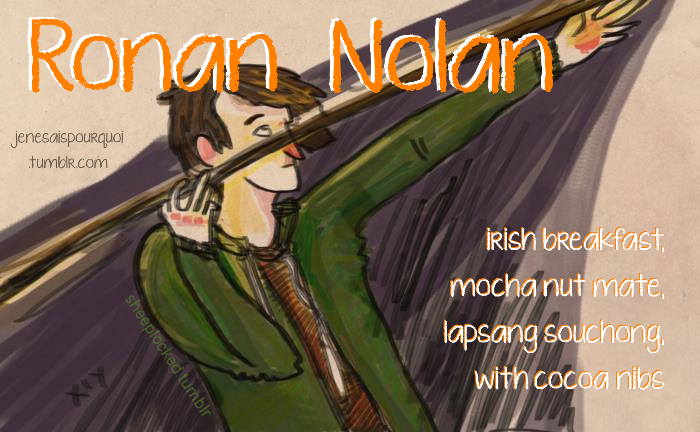 Ronan Nolan
jenesaispourquoi
.tumblr.com
irish breakfast,
mocha nut mate,
lapsang souchong,
with cocoa nibs
sheeplocked.tumblr